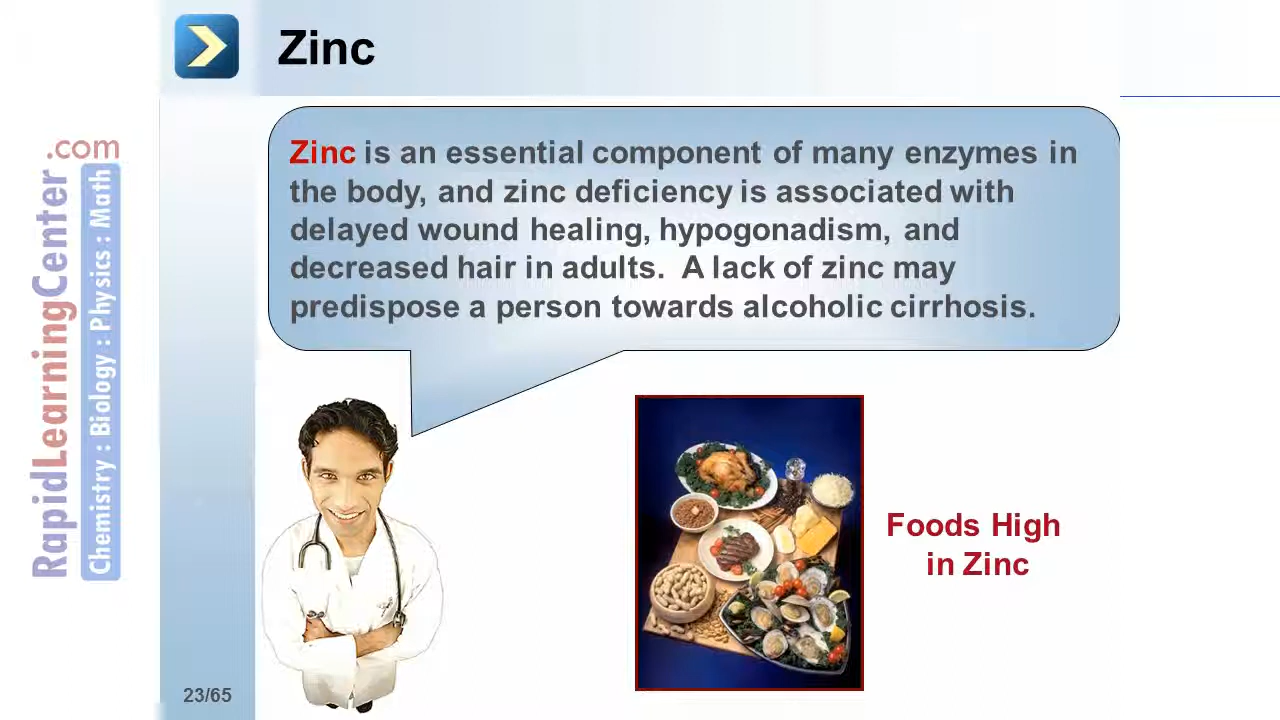 Zinc
Zinc is an essential component of many enzymes in
the body, and zinc deficiency is associated with
delayed wound healing, hypogonadism, and
decreased hair in adults.  A lack of zinc may
predispose a person towards alcoholic cirrhosis.
Foods High
in Zinc
RapidLearningCenter.com
Chemistry : Biology : Physics : Math
23/65